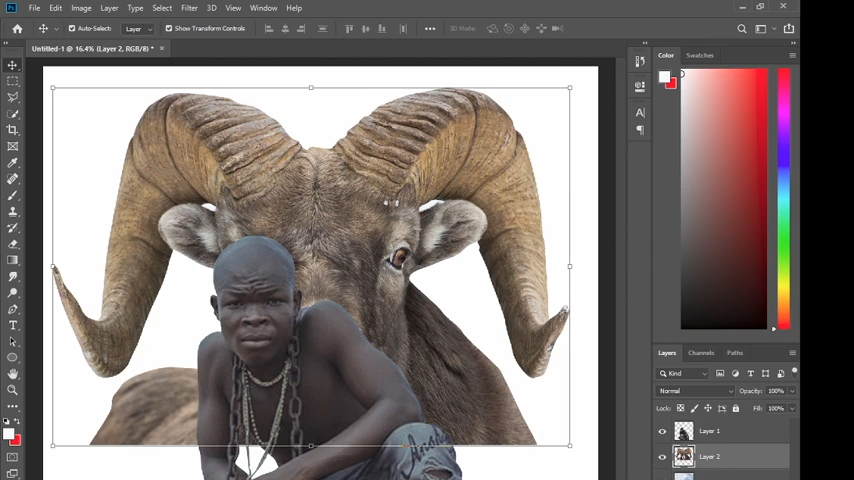 Ps File Edit Image Layer Type Select Filter 3D View Window Help
Auto-Select: Layer Show Transform Controls 3D Mode:
Untitled-1 @ 16.4% (Layer 2, RGB/8) *
Color Swatches
Layers Channels Paths
Kind
Normal Opacity: 100%
Lock: Fill: 100%
Layer 1
Layer 2